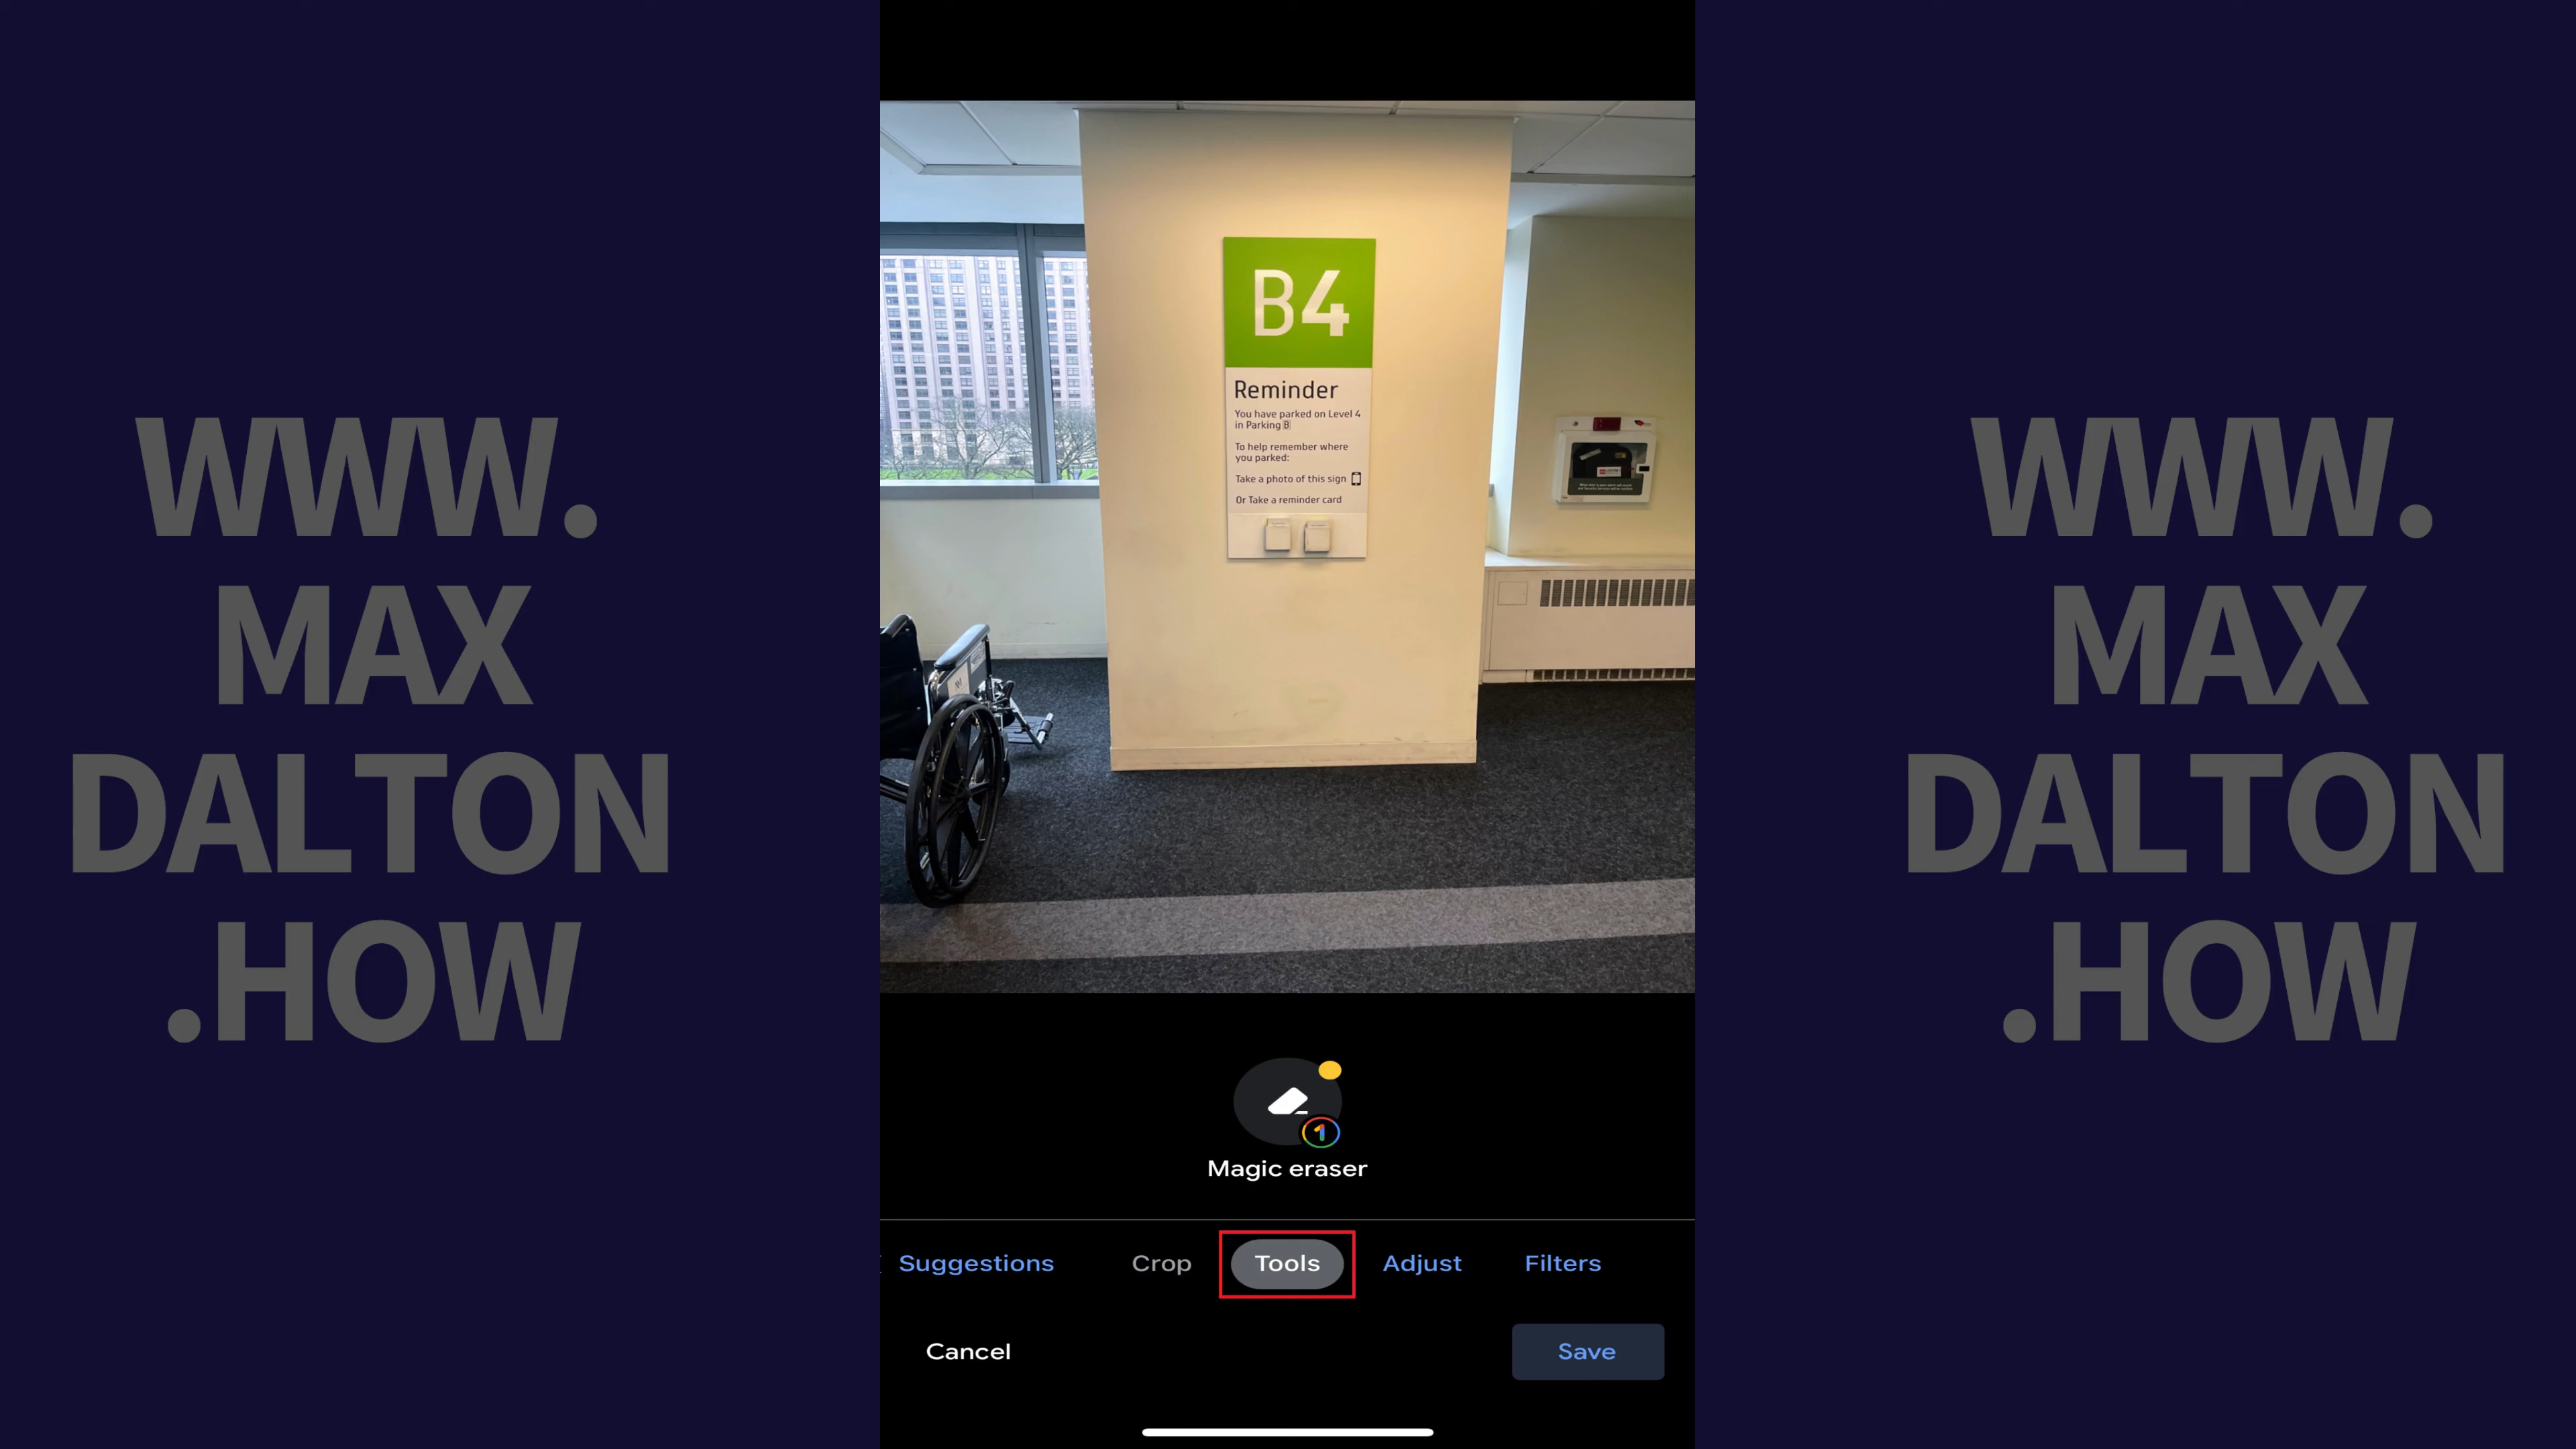 WWW.
MAX
DALTON
.HOW
B4
Reminder
You have parked on Level 4
in Parking B
To help remember where
you parked:
Take a photo of this sign
Or Take a reminder card
1
Magic eraser
Suggestions
Crop
Tools
Adjust
Filters
Cancel
Save
WWW.
MAX
DALTON
.HOW